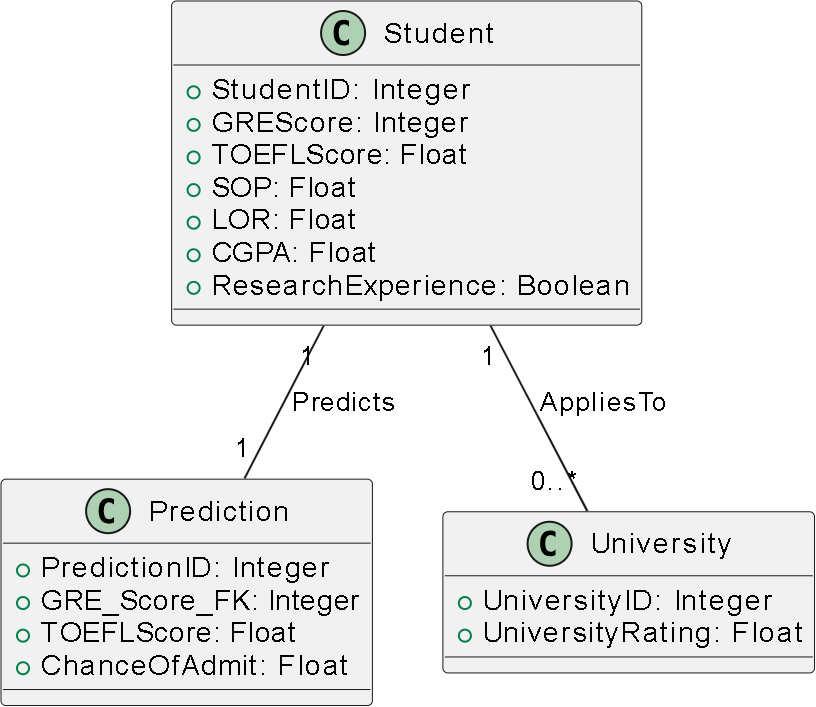 C Student
StudentID: Integer
GREScore: Integer
TOEFLScore: Float
SOP: Float
LOR: Float
CGPA: Float
ResearchExperience: Boolean
1
1
Predicts
AppliesTo
1
0..*
C Prediction
PredictionID: Integer
GRE_Score_FK: Integer
TOEFLScore: Float
ChanceOfAdmit: Float
C University
UniversityID: Integer
UniversityRating: Float